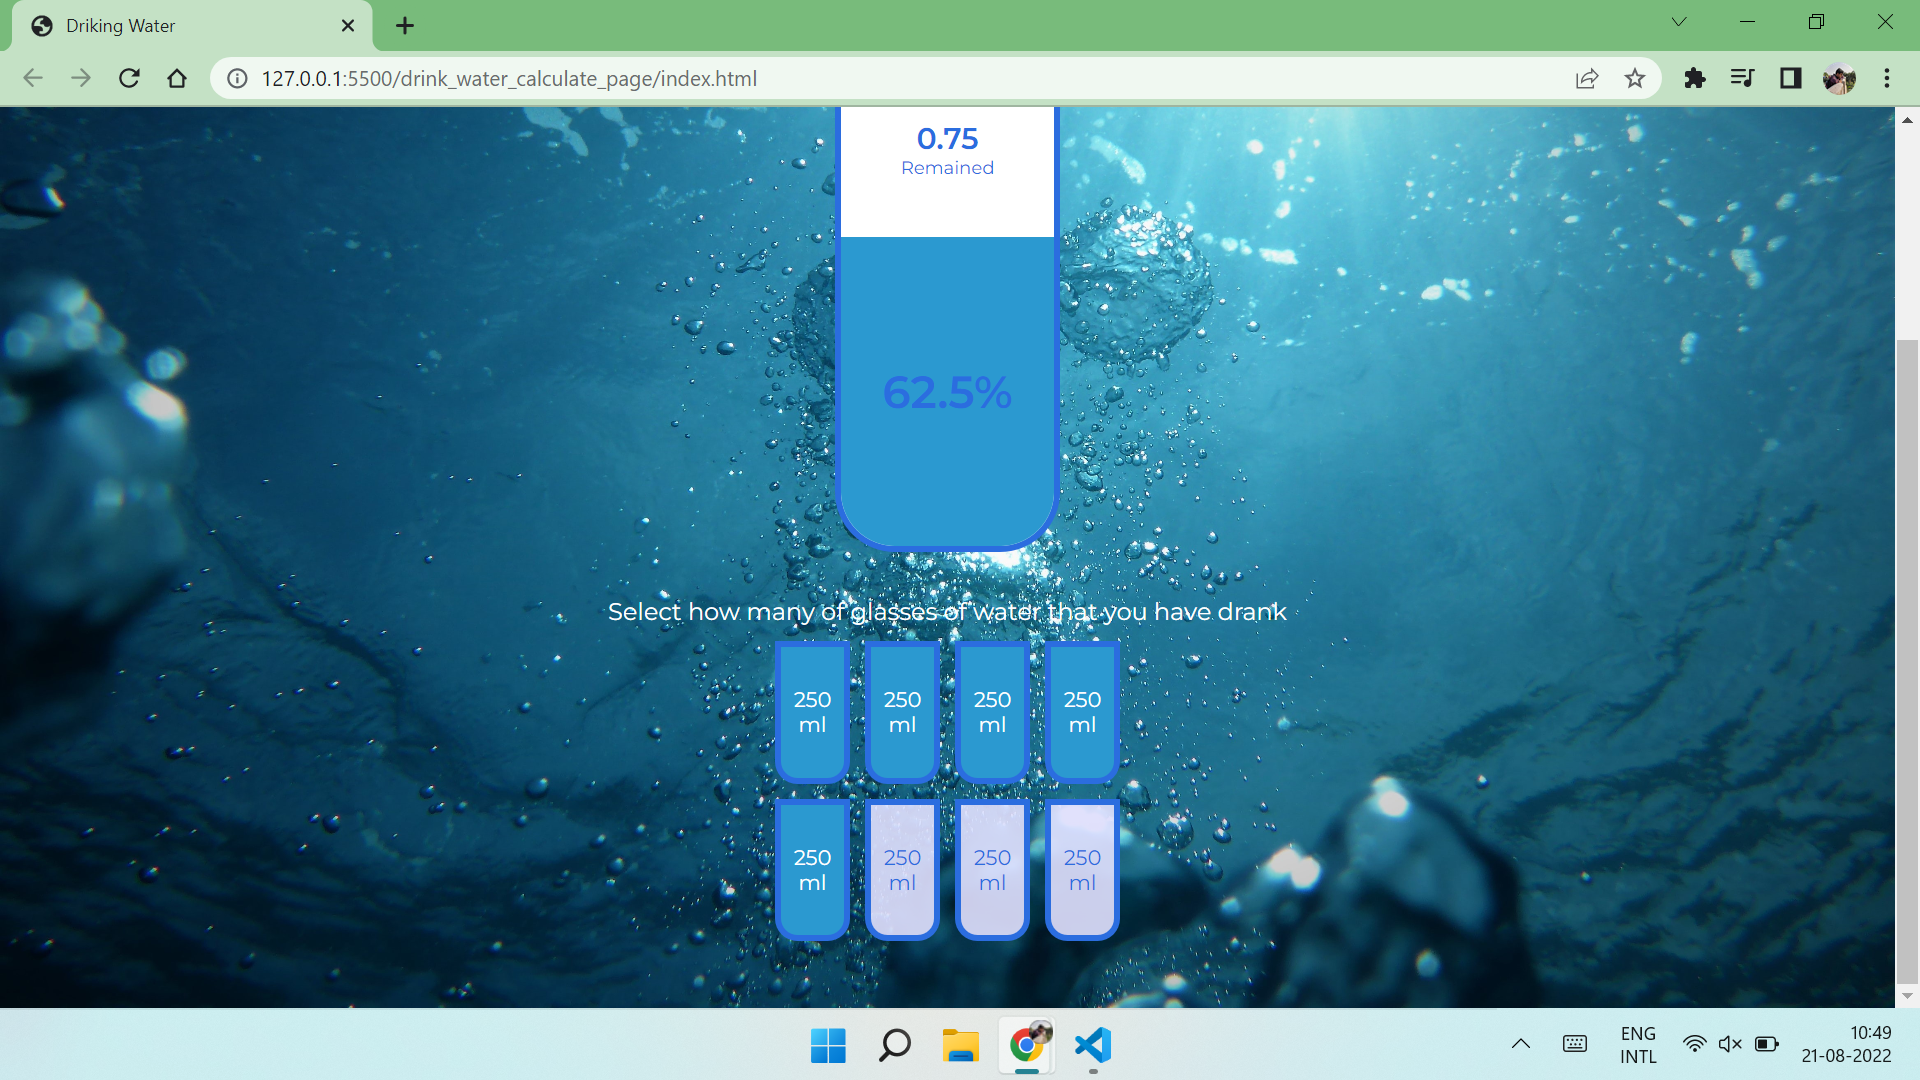 Driking Water
127.0.0.1:5500/drink_water_calculate_page/index.html
0.75
Remained
62.5%
Select how many of glasses of water that you have drank
250 250 250 250
ml ml ml ml
250 250 250 250
ml ml ml ml
ENG 10:49
INTL 21-08-2022